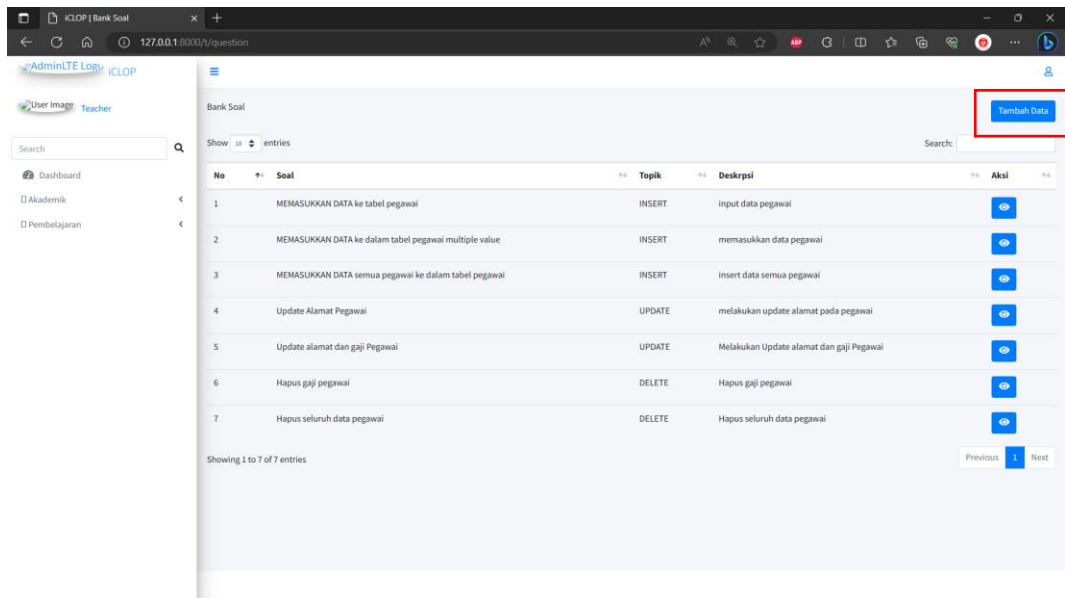 iCLOP | Bank Soal
127.0.0.1:8000/t/question
ABP
AdminLTE Logo iCLOP
User Image Teacher
Bank Soal
Tambah Data
Search
Show 10 entries
Search:
Dashboard
Akademik
Pembelajaran
No Soal Topik Deskrpsi Aksi
1 MEMASUKKAN DATA ke tabel pegawai INSERT input data pegawai
2 MEMASUKKAN DATA ke dalam tabel pegawai multiple value INSERT memasukkan data pegawai
3 MEMASUKKAN DATA semua pegawai ke dalam tabel pegawai INSERT insert data semua pegawai
4 Update Alamat Pegawai UPDATE melakukan update alamat pada pegawai
5 Update alamat dan gaji Pegawai UPDATE Melakukan Update alamat dan gaji Pegawai
6 Hapus gaji pegawai DELETE Hapus gaji pegawai
7 Hapus seluruh data pegawai DELETE Hapus seluruh data pegawai
Showing 1 to 7 of 7 entries
Previous 1 Next